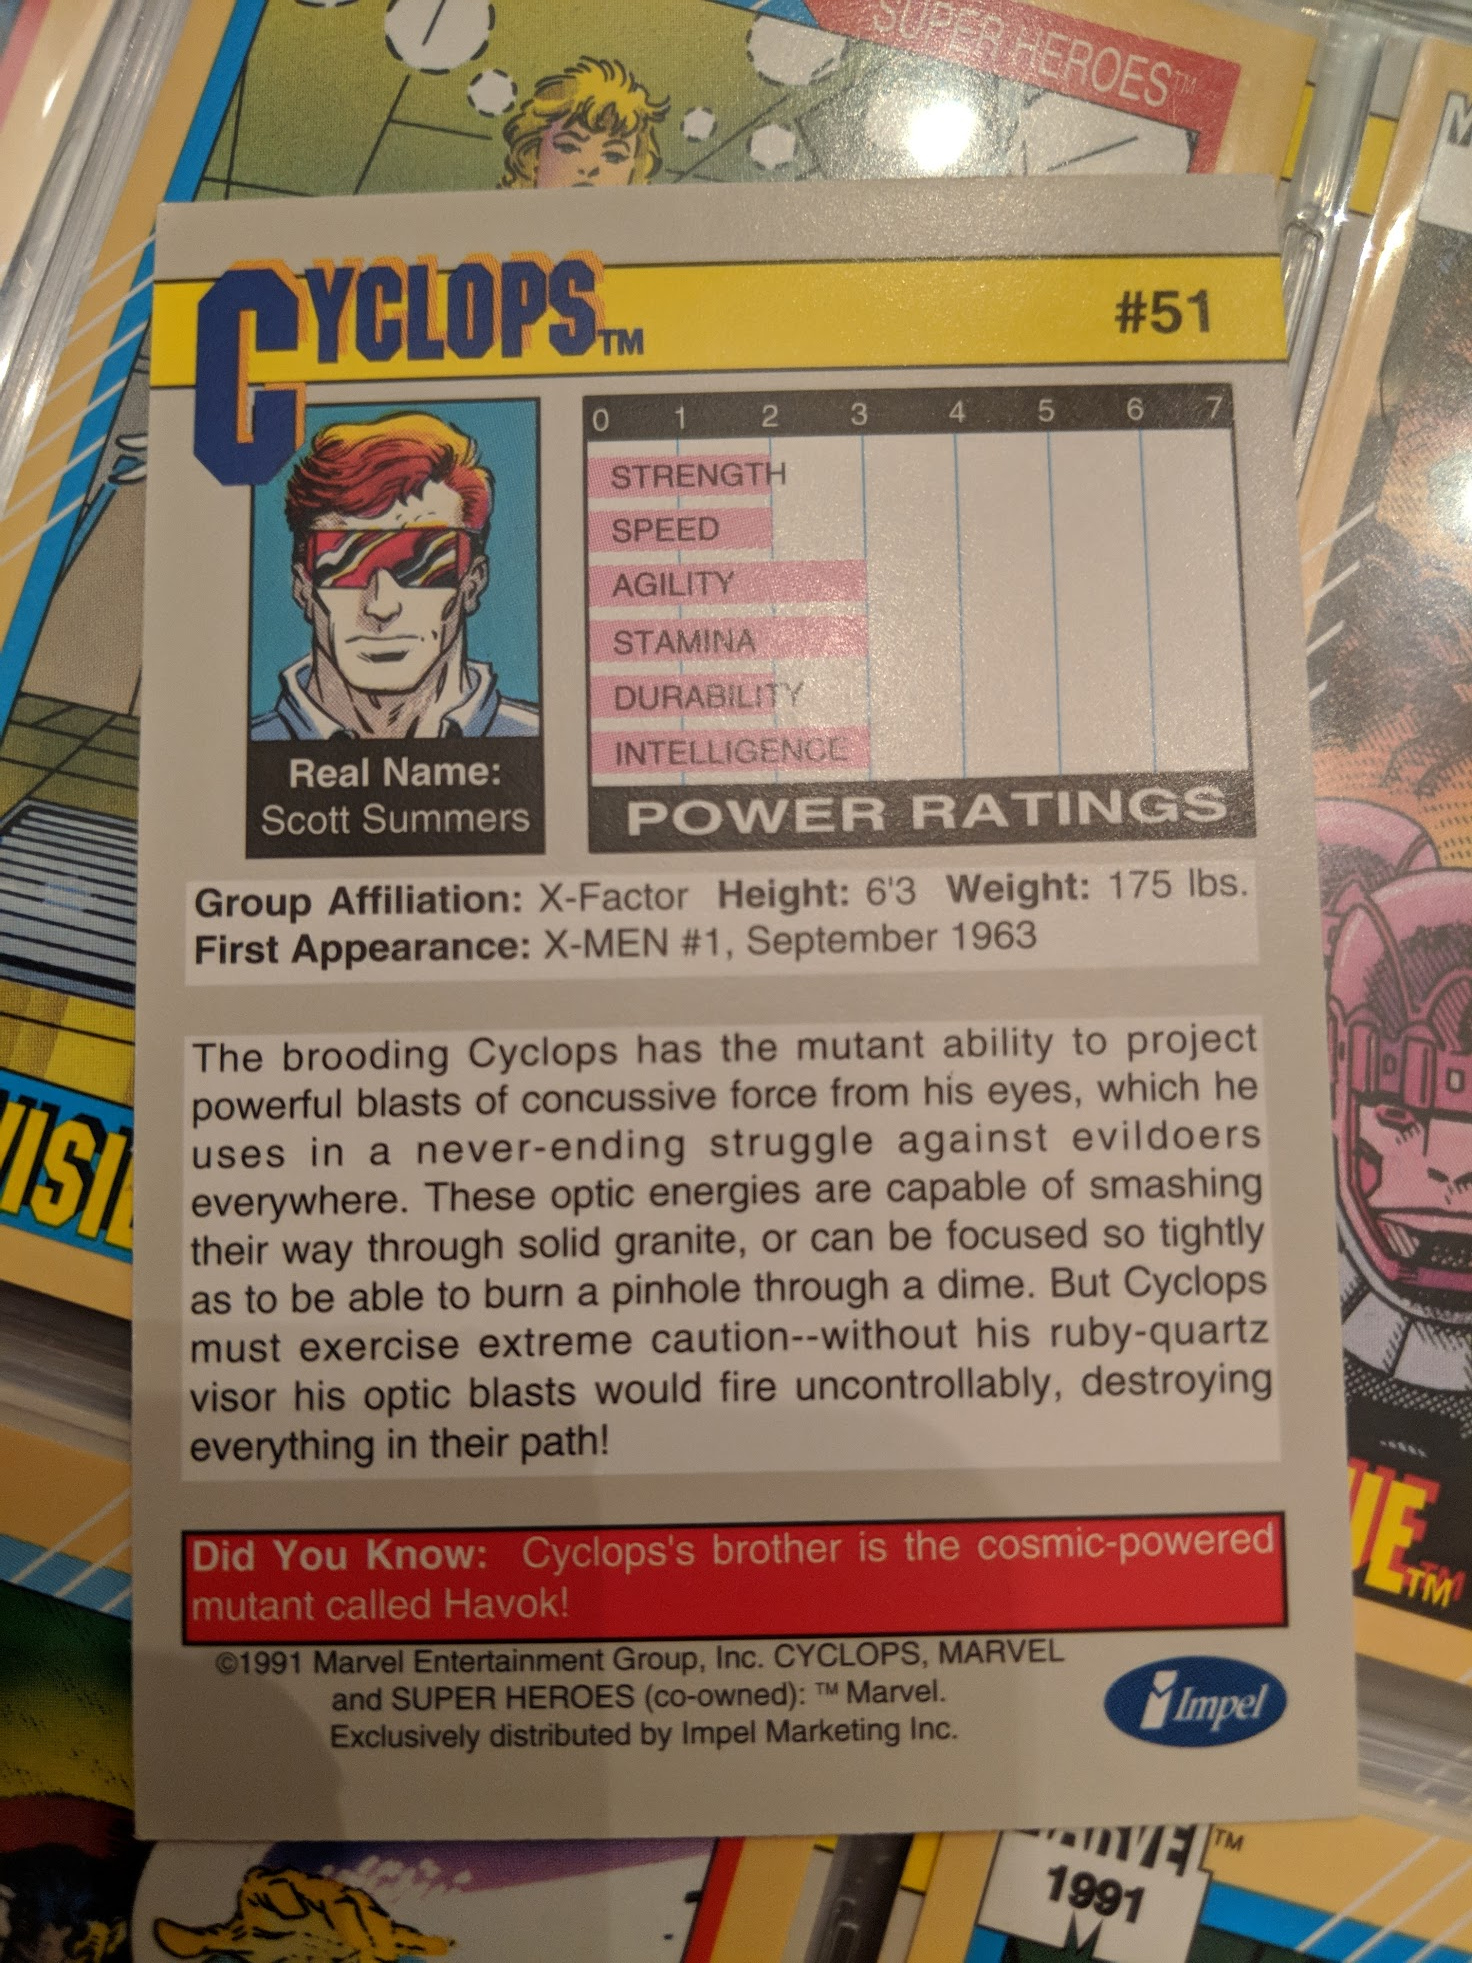 SUPER HEROES™
CYCLOPS™
#51
0 1 2 3 4 5 6 7
STRENGTH
SPEED
AGILITY
STAMINA
DURABILITY
INTELLIGENCE
POWER RATINGS
Real Name:
Scott Summers
Group Affiliation: X-Factor Height: 6'3 Weight: 175 lbs.
First Appearance: X-MEN #1, September 1963
The brooding Cyclops has the mutant ability to project
powerful blasts of concussive force from his eyes, which he
uses in a never-ending struggle against evildoers
everywhere. These optic energies are capable of smashing
their way through solid granite, or can be focused so tightly
as to be able to burn a pinhole through a dime. But Cyclops
must exercise extreme caution--without his ruby-quartz
visor his optic blasts would fire uncontrollably, destroying
everything in their path!
Did You Know: Cyclops's brother is the cosmic-powered
mutant called Havok!
©1991 Marvel Entertainment Group, Inc. CYCLOPS, MARVEL
and SUPER HEROES (co-owned): ™ Marvel.
Exclusively distributed by Impel Marketing Inc.
Impel
MARVEL™
1991